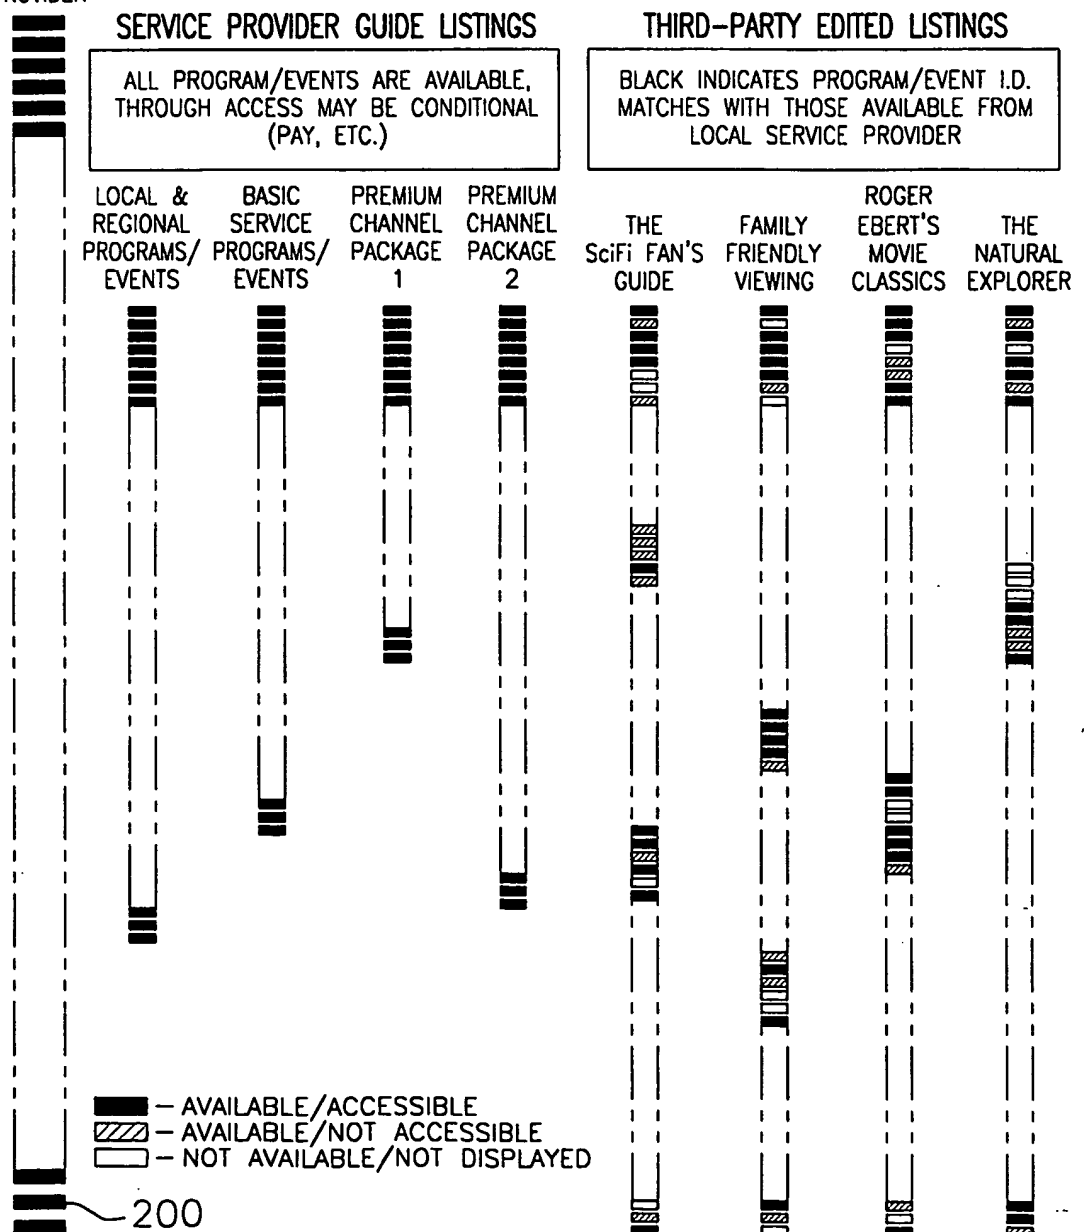 SERVICE PROVIDER GUIDE LISTINGS
ALL PROGRAM/EVENTS ARE AVAILABLE,
THROUGH ACCESS MAY BE CONDITIONAL
(PAY, ETC.)
THIRD-PARTY EDITED LISTINGS
BLACK INDICATES PROGRAM/EVENT I.D.
MATCHES WITH THOSE AVAILABLE FROM
LOCAL SERVICE PROVIDER
LOCAL &
REGIONAL
PROGRAMS/
EVENTS
BASIC
SERVICE
PROGRAMS/
EVENTS
PREMIUM
CHANNEL
PACKAGE
1
PREMIUM
CHANNEL
PACKAGE
2
THE
SciFi FAN'S
GUIDE
FAMILY
FRIENDLY
VIEWING
ROGER
EBERT'S
MOVIE
CLASSICS
THE
NATURAL
EXPLORER
- AVAILABLE/ACCESSIBLE
- AVAILABLE/NOT ACCESSIBLE
- NOT AVAILABLE/NOT DISPLAYED
200